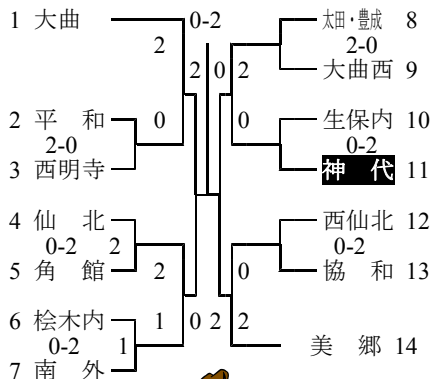 1 大曲 0-2 太田・豊成 8
2 2-0
2 0 2 大曲西 9
2 平 和 0 0 生保内 10
2-0 0-2
3 西明寺 神 代 11
4 仙 北 西仙北 12
0-2 2 0-2
5 角 館 2 0 協 和 13
6 桧木内 1 0 2 2
0-2 1 美 郷 14
7 南 外